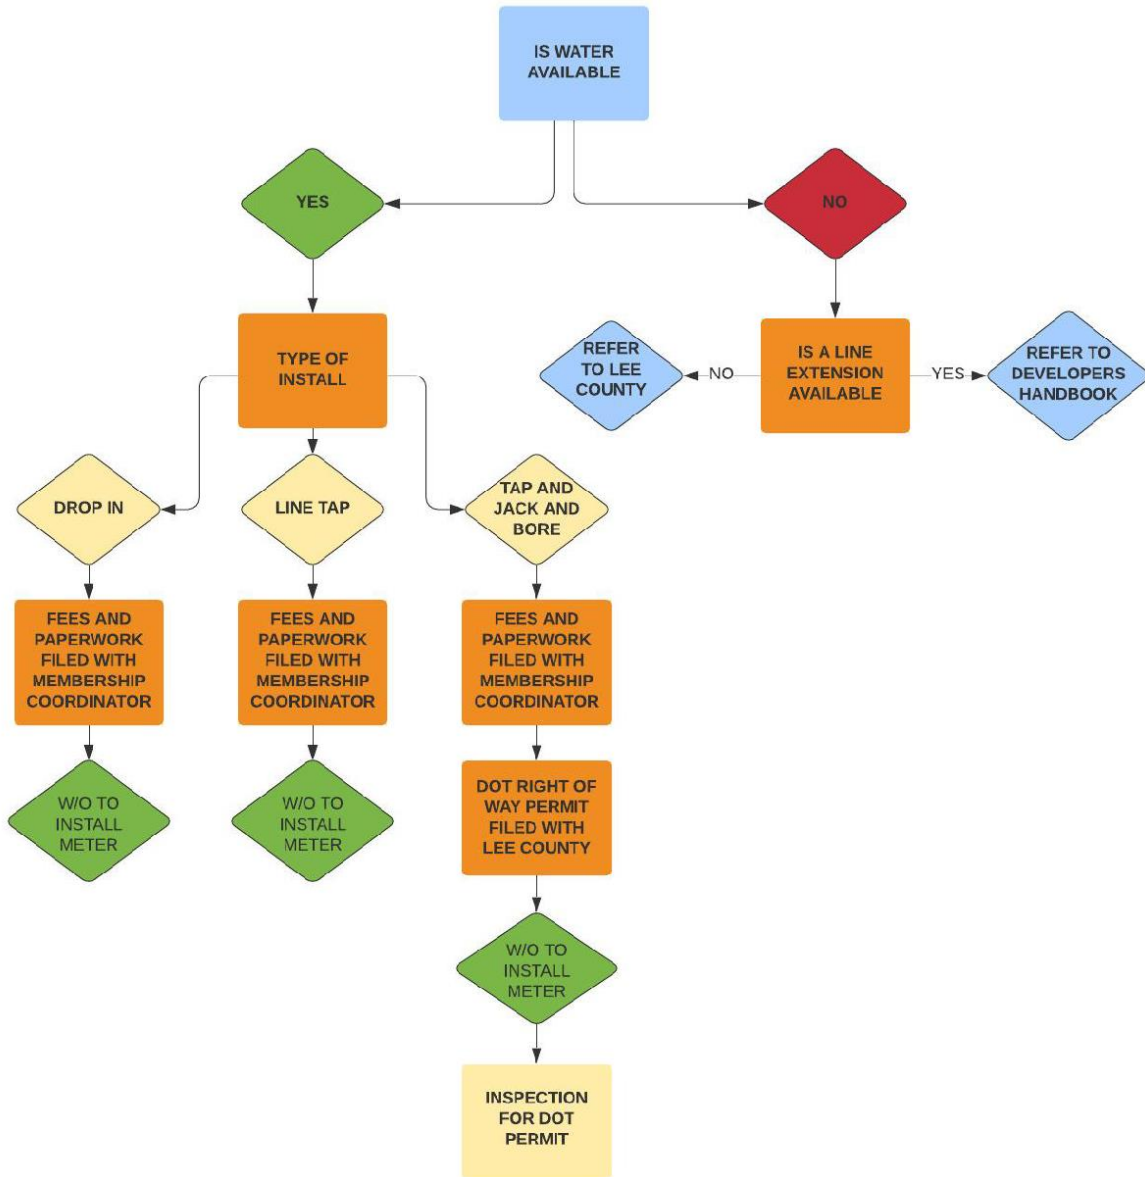 IS WATER
AVAILABLE
YES
NO
TYPE OF
INSTALL
REFER
TO LEE
COUNTY
NO
IS A LINE
EXTENSION
AVAILABLE
YES
REFER TO
DEVELOPERS
HANDBOOK
DROP IN
LINE TAP
TAP AND
JACK AND
BORE
FEES AND
PAPERWORK
FILED WITH
MEMBERSHIP
COORDINATOR
FEES AND
PAPERWORK
FILED WITH
MEMBERSHIP
COORDINATOR
FEES AND
PAPERWORK
FILED WITH
MEMBERSHIP
COORDINATOR
W/O TO
INSTALL
METER
W/O TO
INSTALL
METER
DOT RIGHT OF
WAY PERMIT
FILED WITH
LEE COUNTY
W/O TO
INSTALL
METER
INSPECTION
FOR DOT
PERMIT